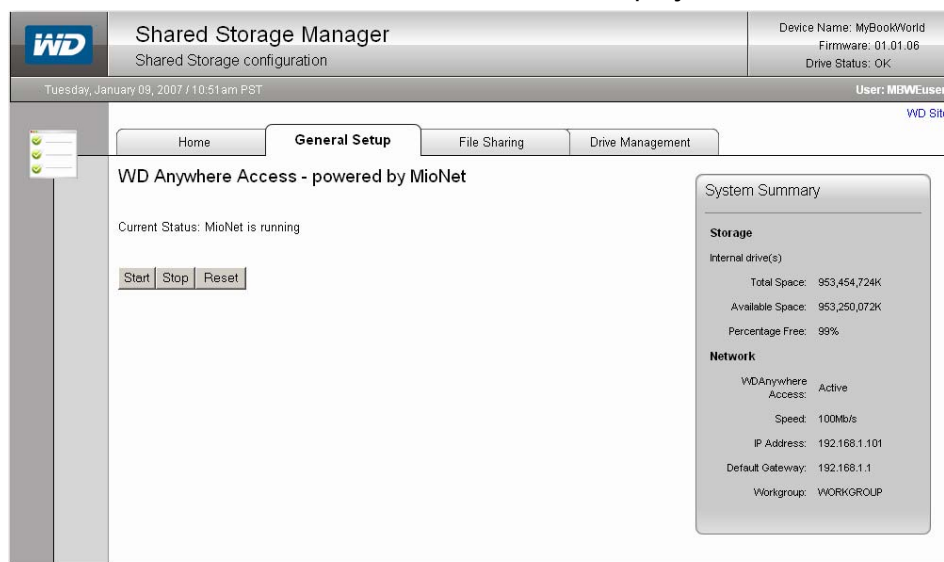 WD
Shared Storage Manager
Shared Storage configuration
Device Name: MyBookWorld
Firmware: 01.01.06
Drive Status: OK
Tuesday, January 09, 2007 / 10:51am PST
User: MBWEuser
WD Site
Home
General Setup
File Sharing
Drive Management
WD Anywhere Access - powered by MioNet
Current Status: MioNet is running
Start Stop Reset
System Summary
Storage
Internal drive(s)
Total Space: 953,454,724K
Available Space: 953,250,072K
Percentage Free: 99%
Network
WDAnywhere
Access: Active
Speed: 100Mb/s
IP Address: 192.168.1.101
Default Gateway: 192.168.1.1
Workgroup: WORKGROUP